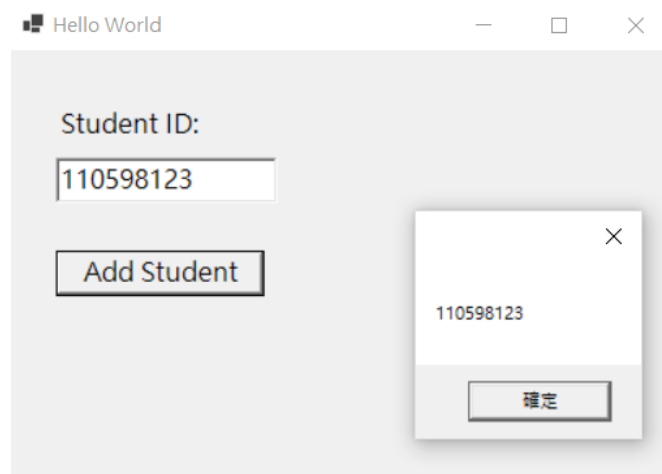 Hello World
Student ID:
110598123
Add Student
110598123
確定